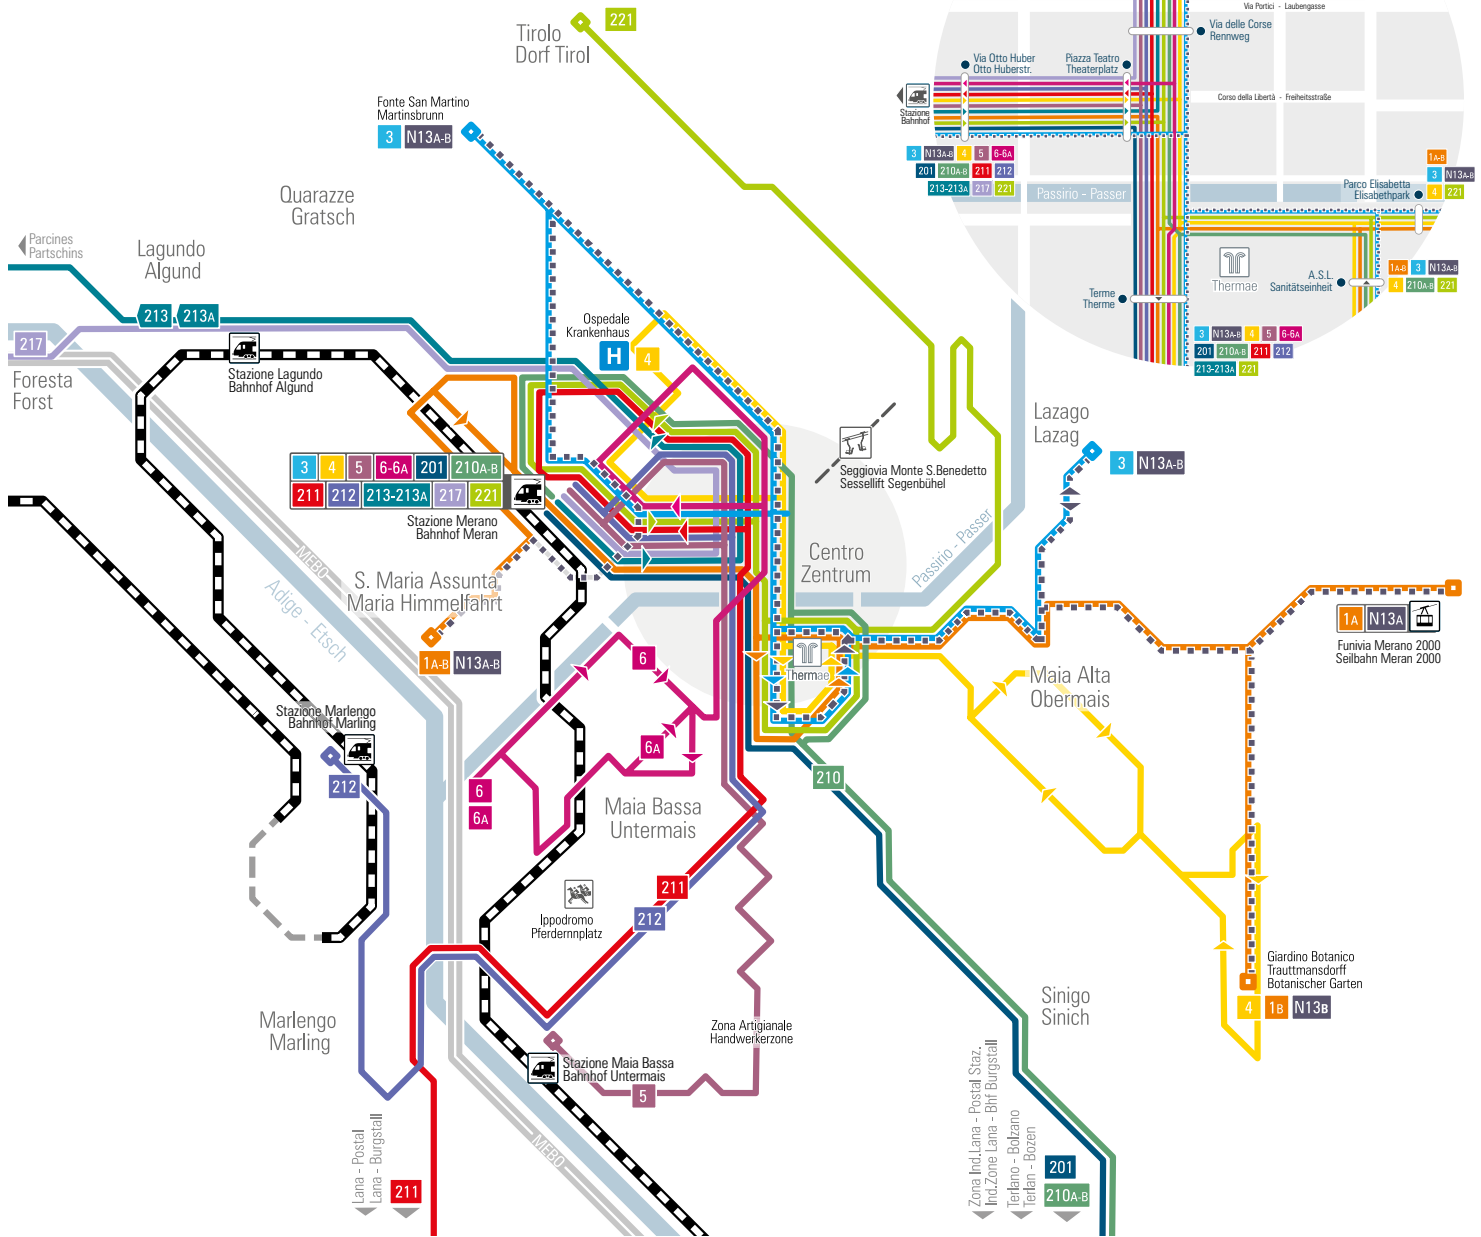 Tirolo
Dorf Tirol
221
Fonte San Martino
Martinsbrunn
3
N13A-B
Quarazze
Gratsch
Parcines
Partschins
Lagundo
Algund
213
213A
217
Foresta
Forst
Stazione Lagundo
Bahnhof Algund
Ospedale
Krankenhaus
H
4
3
4
5
6-6A
201
210A-B
211
212
213-213A
217
221
Stazione Merano
Bahnhof Meran
MEBO
Adige - Etsch
S. Maria Assunta
Maria Himmelfahrt
1A-B
N13A-B
Stazione Marlengo
Bahnhof Marling
212
6
6A
6
6A
Maia Bassa
Untermais
Ippodromo
Pferdernnplatz
211
212
Marlengo
Marling
Lana - Postal
Lana - Burgstall
211
Stazione Maia Bassa
Bahnhof Untermais
5
MEBO
Zona Artigianale
Handwerkerzone
Seggiovia Monte S.Benedetto
Sessellift Segenbühel
Centro
Zentrum
Passirio - Passer
Thermae
210
Lazago
Lazag
3
N13A-B
Maia Alta
Obermais
1A
N13A
Funivia Merano 2000
Seilbahn Meran 2000
Giardino Botanico
Trauttmansdorff
Botanischer Garten
4
1B
N13B
Sinigo
Sinich
Zona Ind.Lana - Postal Staz.
Ind.Zone Lana - Bhf Burgstall
Terlano - Bolzano
Terlan - Bozen
201
210A-B
Via Portici - Laubengasse
Via delle Corse
Rennweg
Via Otto Huber
Otto Huberstr.
Piazza Teatro
Theaterplatz
Corso della Libertà - Freiheitsstraße
Stazione
Bahnhof
3
N13A-B
4
5
6-6A
201
210A-B
211
212
213-213A
217
221
Passirio - Passer
1A-B
3
N13A-B
4
221
Parco Elisabetta
Elisabethpark
Thermae
A.S.L.
Sanitätseinheit
1A-B
3
N13A-B
4
210A-B
221
Terme
Therme
3
N13A-B
4
5
6-6A
201
210A-B
211
212
213-213A
221